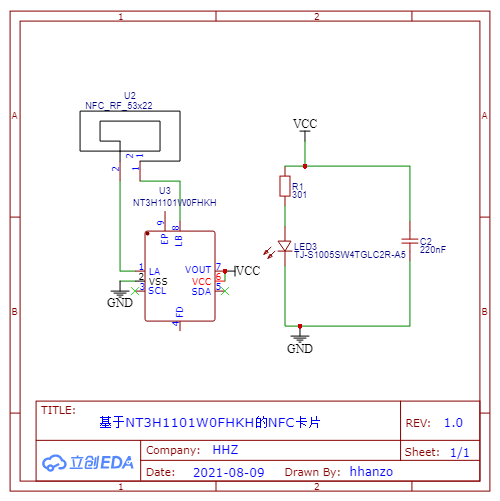 1
2
A
A
U2
NFC_RF_53x22
VCC
2
1
2
1
U3
NT3H1101W0FHKH
R1
301
9
8
EP
LB
C2
220nF
LED3
TJ-S1005SW4TGLC2R-A5
1 LA
VOUT 7
VCC
2 VSS
VCC 6
3 SCL
SDA 5
GND
FD
4
B
B
GND
TITLE:
基于NT3H1101W0FHKH的NFC卡片
REV: 1.0
立创EDA
Company: HHZ
Sheet: 1/1
Date: 2021-08-09 Drawn By: hhanzo
1
2